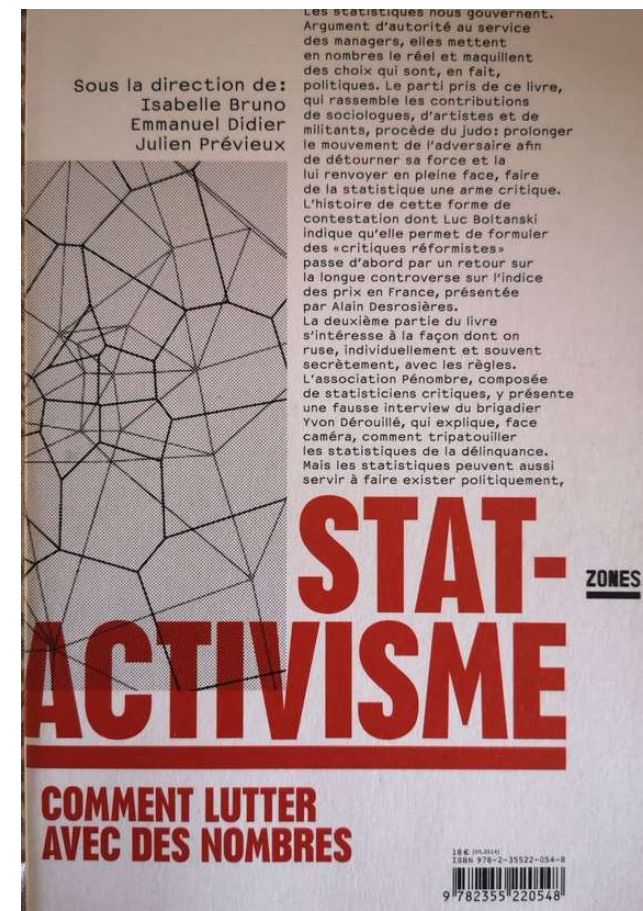 Les statistiques nous gouvernent.
Argument d'autorité au service
des managers, elles mettent
en nombres le réel et maquillent
des choix qui sont, en fait,
politiques. Le parti pris de ce livre,
qui rassemble les contributions
de sociologues, d'artistes et de
militants, procède du judo: prolonger
le mouvement de l'adversaire afin
de détourner sa force et la
lui renvoyer en pleine face, faire
de la statistique une arme critique.
L'histoire de cette forme de
contestation dont Luc Boltanski
indique qu'elle permet de formuler
des «critiques réformistes»
passe d'abord par un retour sur
la longue controverse sur l'indice
des prix en France, présentée
par Alain Desrosières.
La deuxième partie du livre
s'intéresse à la façon dont on
ruse, individuellement et souvent
secrètement, avec les règles.
L'association Pénombre, composée
de statisticiens critiques, y présente
une fausse interview du brigadier
Yvon Dérouillé, qui explique, face
caméra, comment tripatouiller
les statistiques de la délinquance.
Mais les statistiques peuvent aussi
servir à faire exister politiquement,
Sous la direction de:
Isabelle Bruno
Emmanuel Didier
Julien Prévieux
STAT-
ACTIVISME
ZONES
COMMENT LUTTER
AVEC DES NOMBRES
18 € [05.2014]
ISBN 978-2-35522-054-8
9 782355 220548